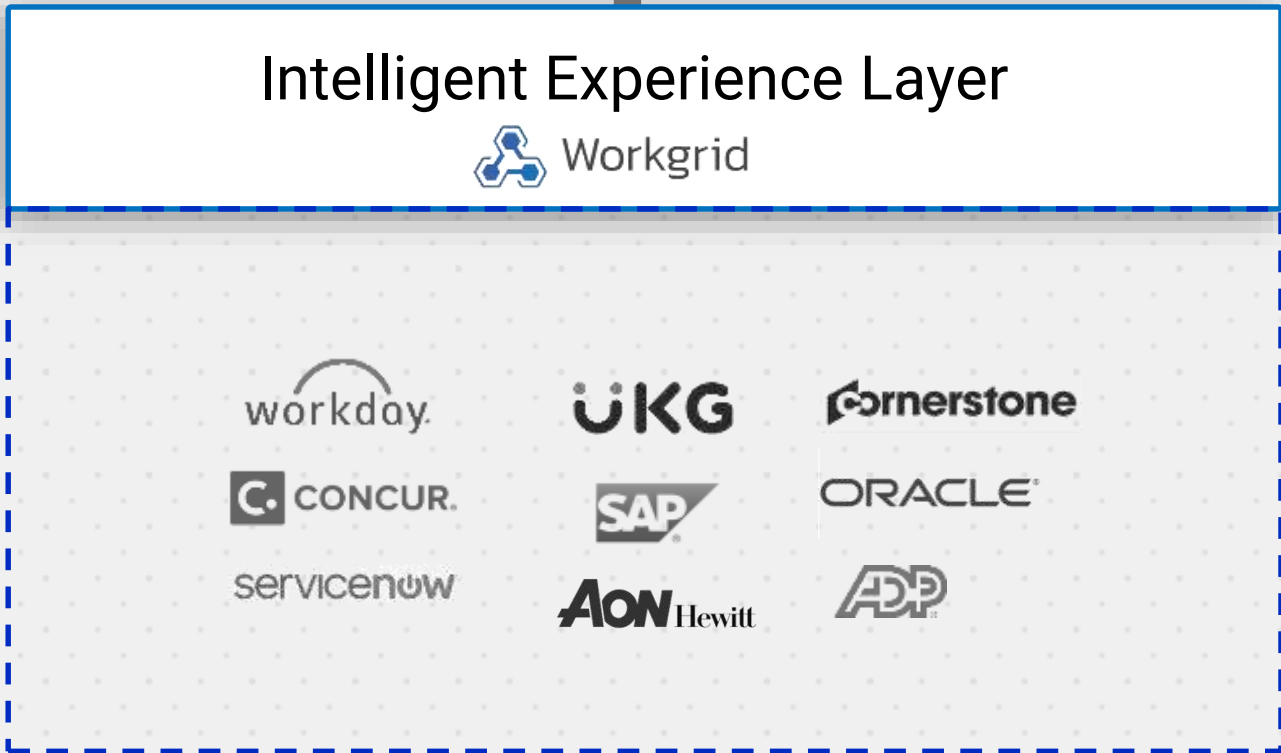 Intelligent Experience Layer
Workgrid
workday.
UKG
cornerstone
C. CONCUR.
SAP®
ORACLE®
servicenow
AON Hewitt
ADP®